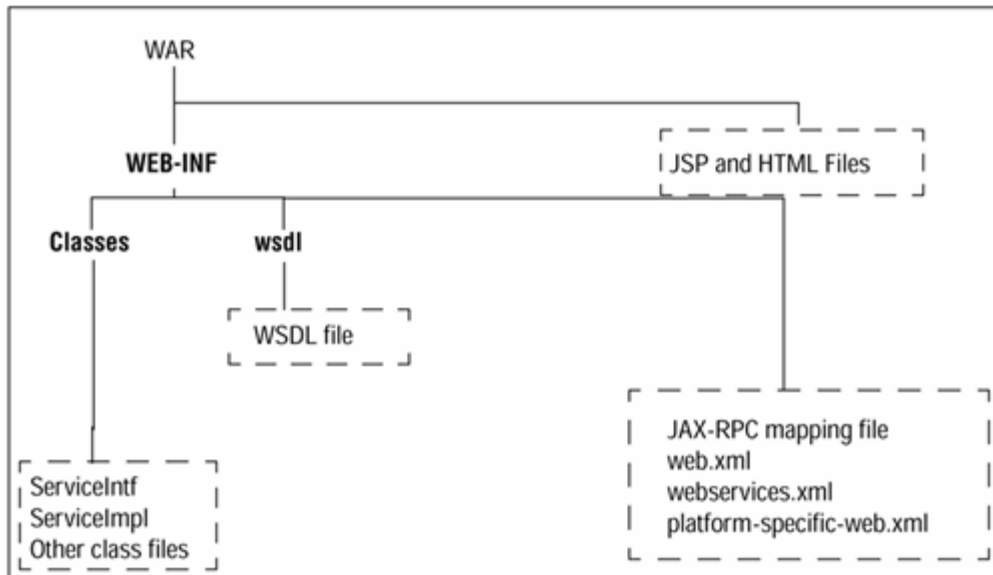 WAR
WEB-INF
JSP and HTML Files
Classes
wsdl
WSDL file
JAX-RPC mapping file
web.xml
webservices.xml
platform-specific-web.xml
ServiceIntf
ServiceImpl
Other class files